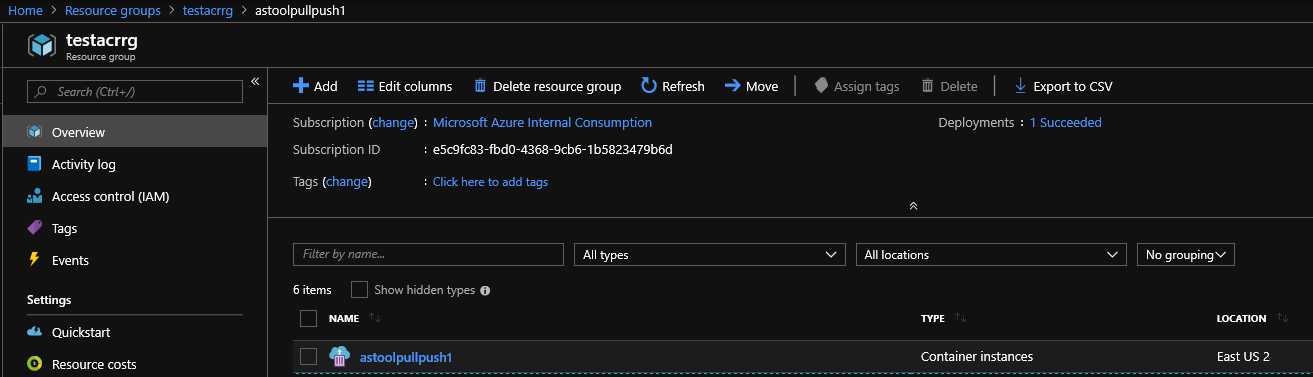 Home > Resource groups > testacrrg > astoolpullpush1
testacrrg
Resource group
Search (Ctrl+/)
«
Add Edit columns Delete resource group Refresh Move Assign tags Delete Export to CSV
Overview
Activity log
Access control (IAM)
Tags
Events
Settings
Quickstart
Resource costs
Subscription (change) : Microsoft Azure Internal Consumption
Deployments : 1 Succeeded
Subscription ID : e5c9fc83-fbd0-4368-9cb6-1b5823479b6d
Tags (change) : Click here to add tags
Filter by name... All types All locations No grouping
6 items Show hidden types
NAME TYPE LOCATION
astoolpullpush1 Container instances East US 2